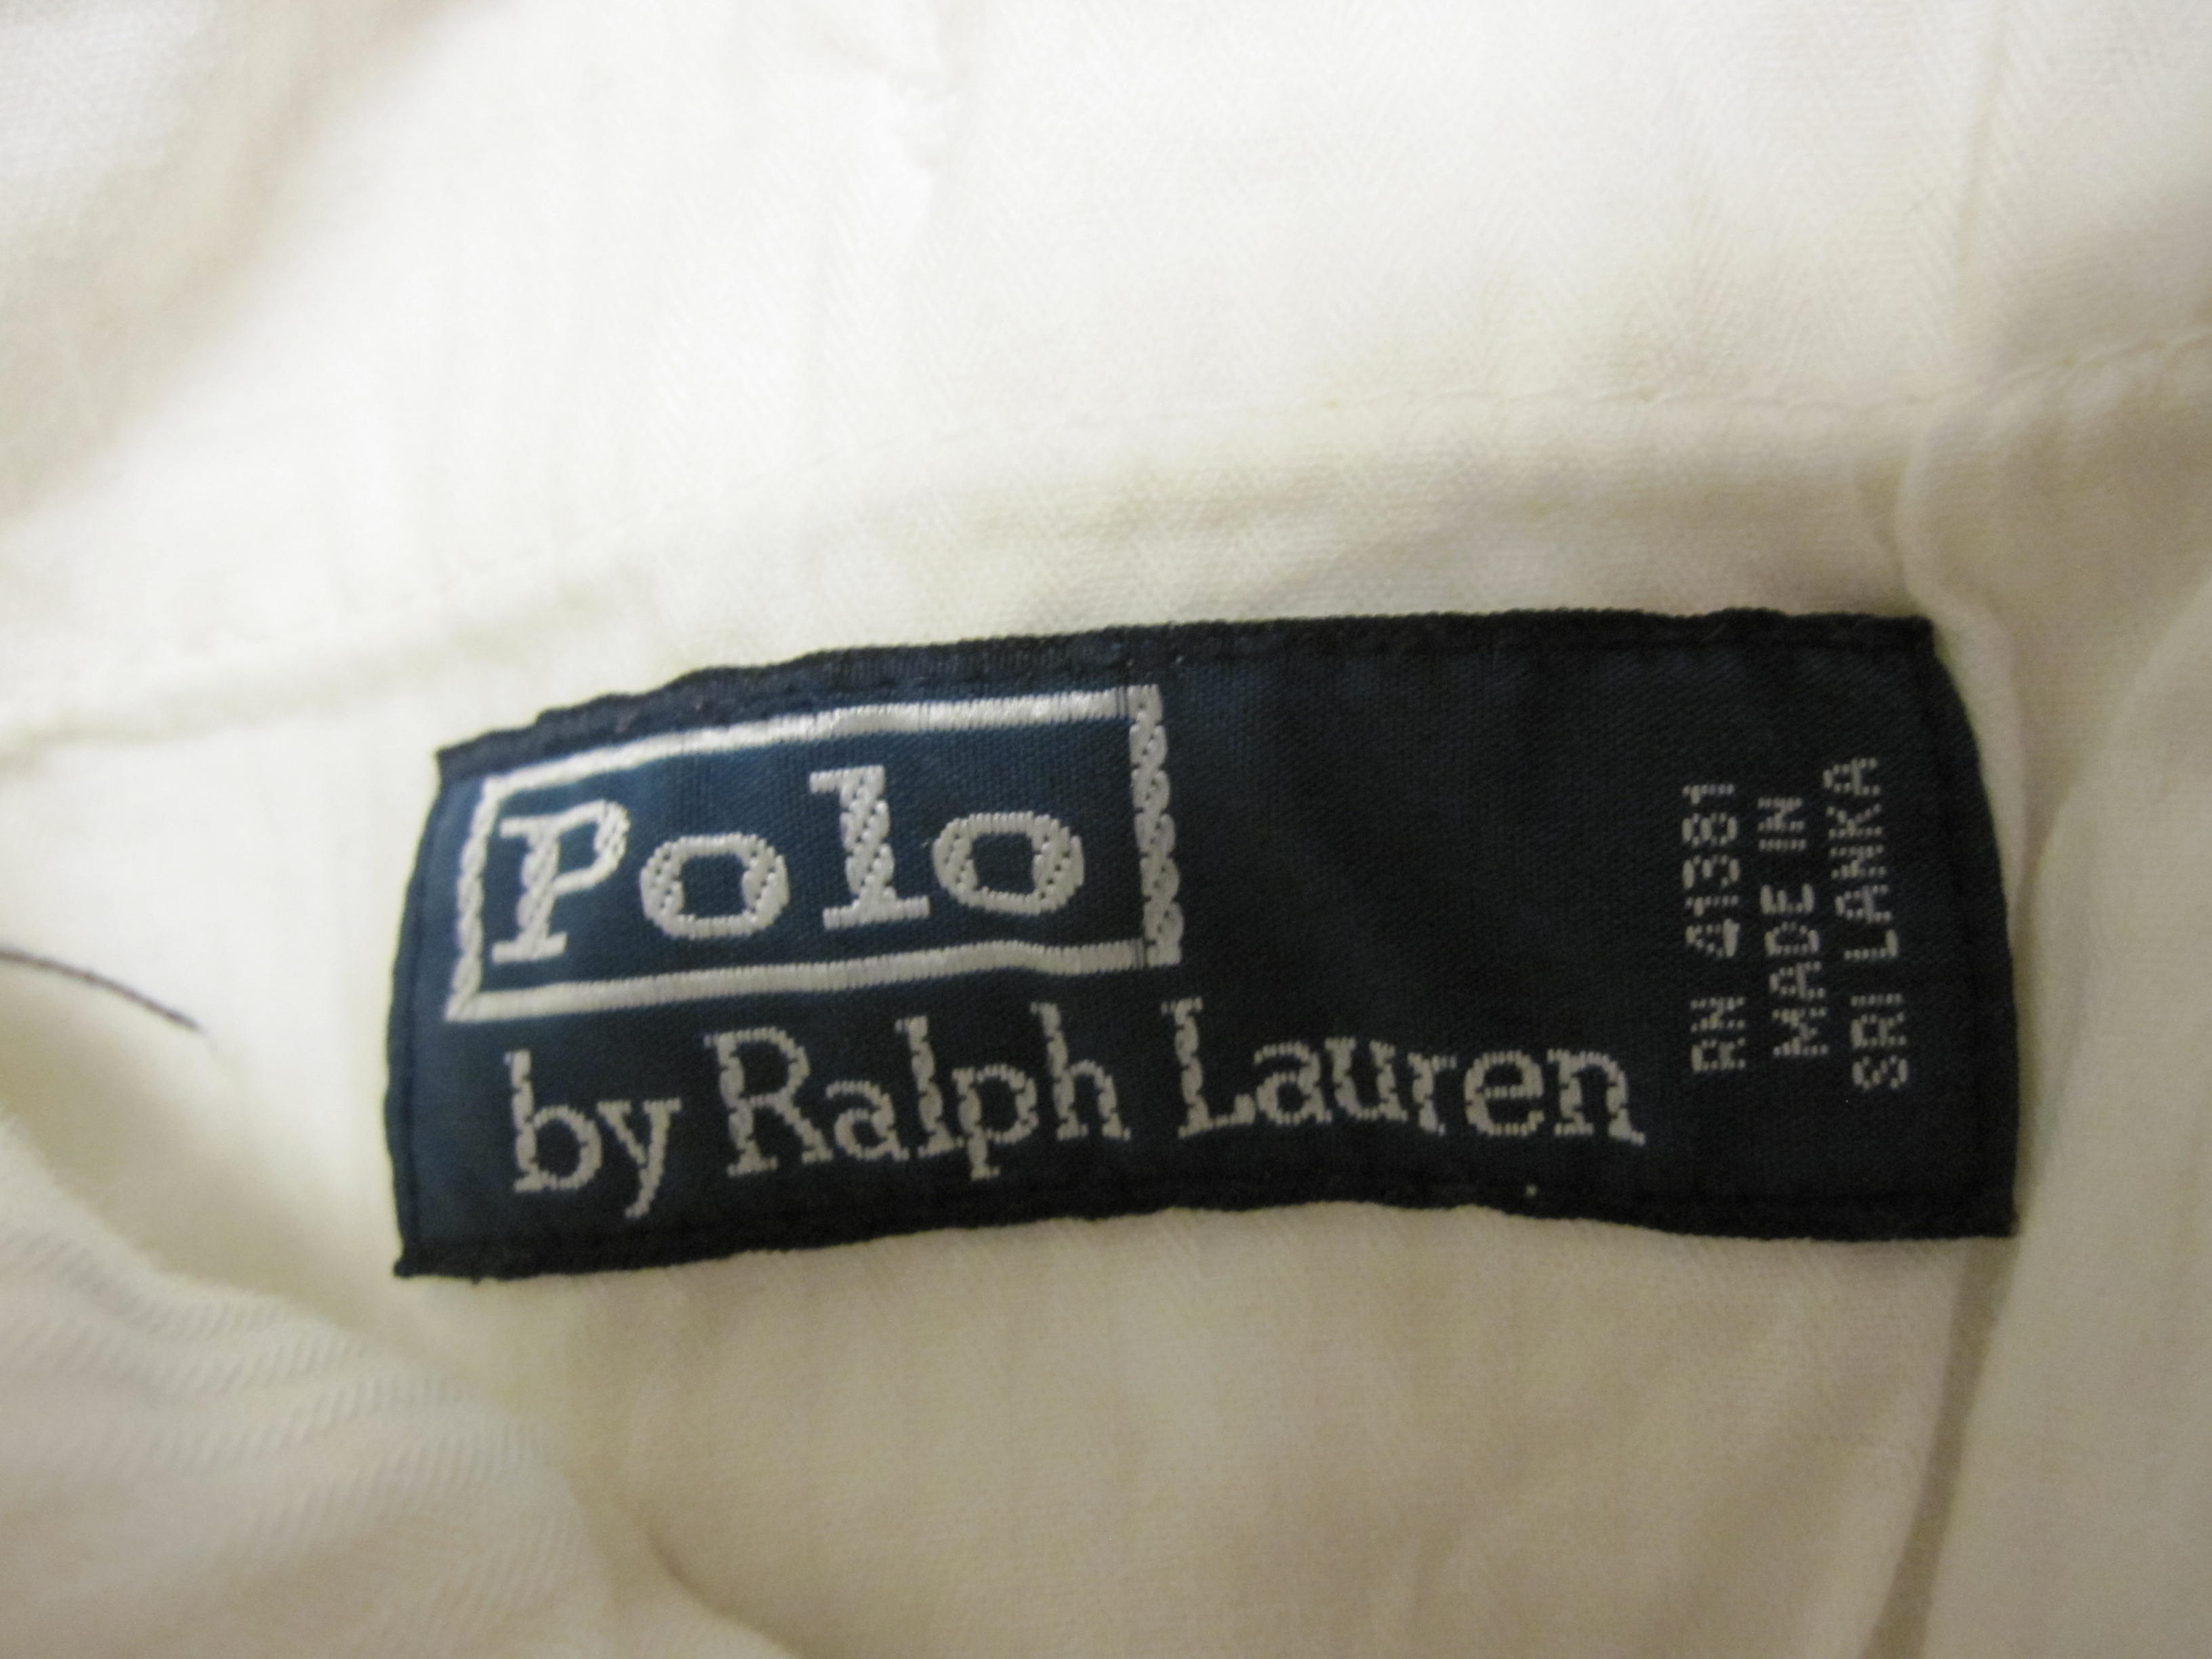 Polo
by Ralph Lauren
RN 41381
MADE IN
SRI LANKA